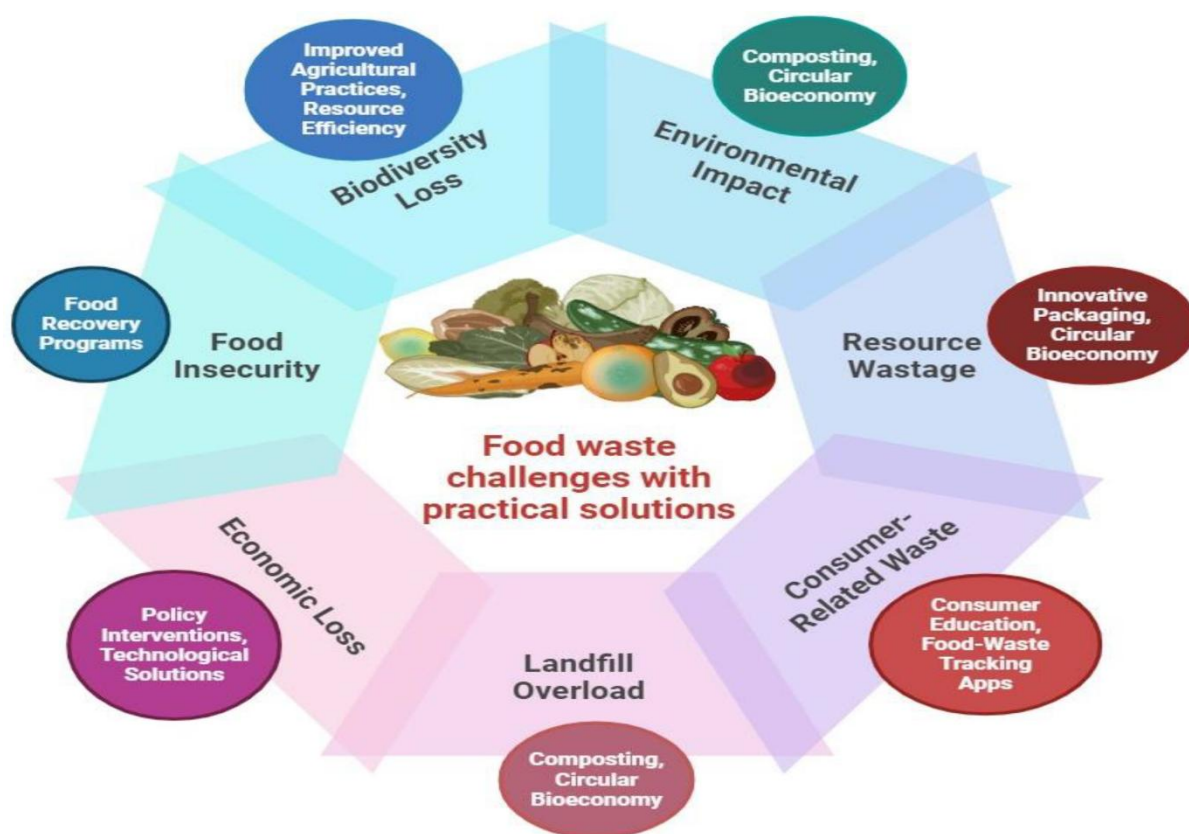 Improved
Agricultural
Practices,
Resource
Efficiency
Biodiversity
Loss
Composting,
Circular
Bioeconomy
Environmental
Impact
Innovative
Packaging,
Circular
Bioeconomy
Resource
Wastage
Food
Recovery
Programs
Food
Insecurity
Food waste
challenges with
practical solutions
Consumer-
Related Waste
Consumer
Education,
Food-Waste
Tracking
Apps
Economic Loss
Policy
Interventions,
Technological
Solutions
Landfill
Overload
Composting,
Circular
Bioeconomy